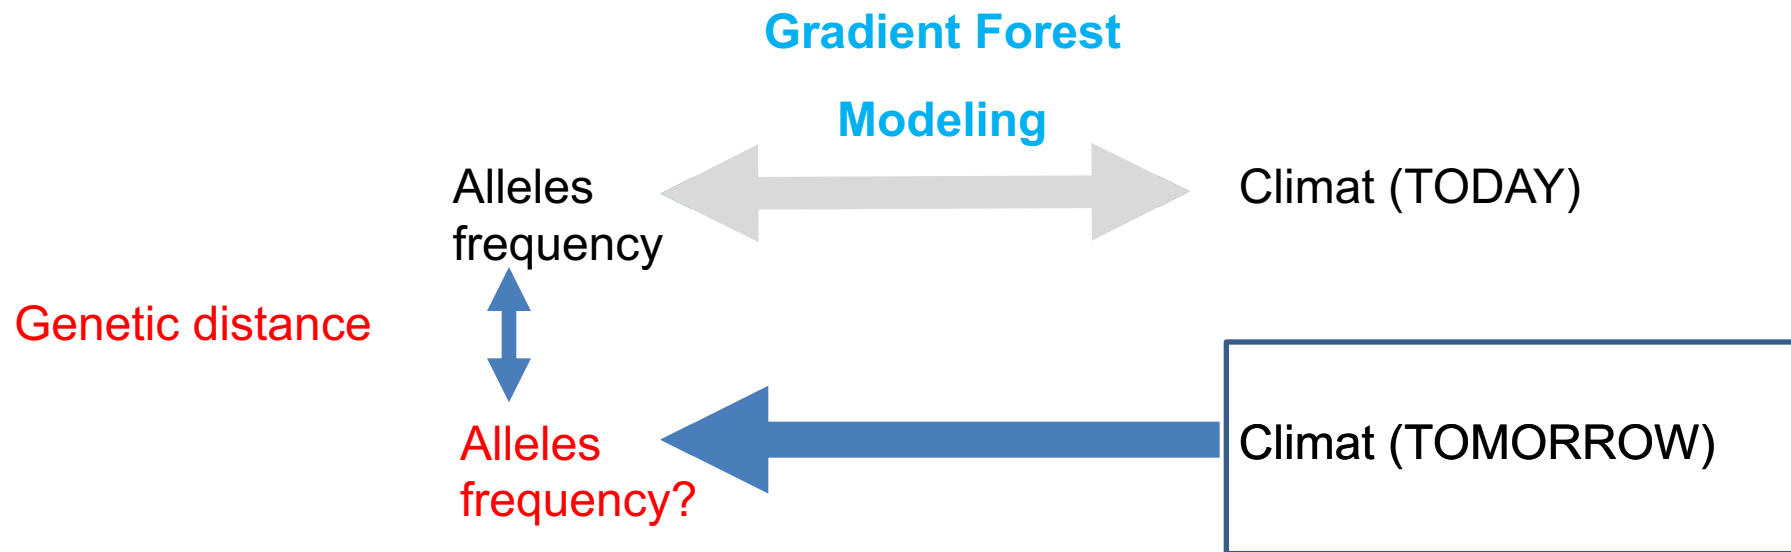 Gradient Forest
Modeling
Alleles
frequency
Climat (TODAY)
Genetic distance
Alleles
frequency?
Climat (TOMORROW)